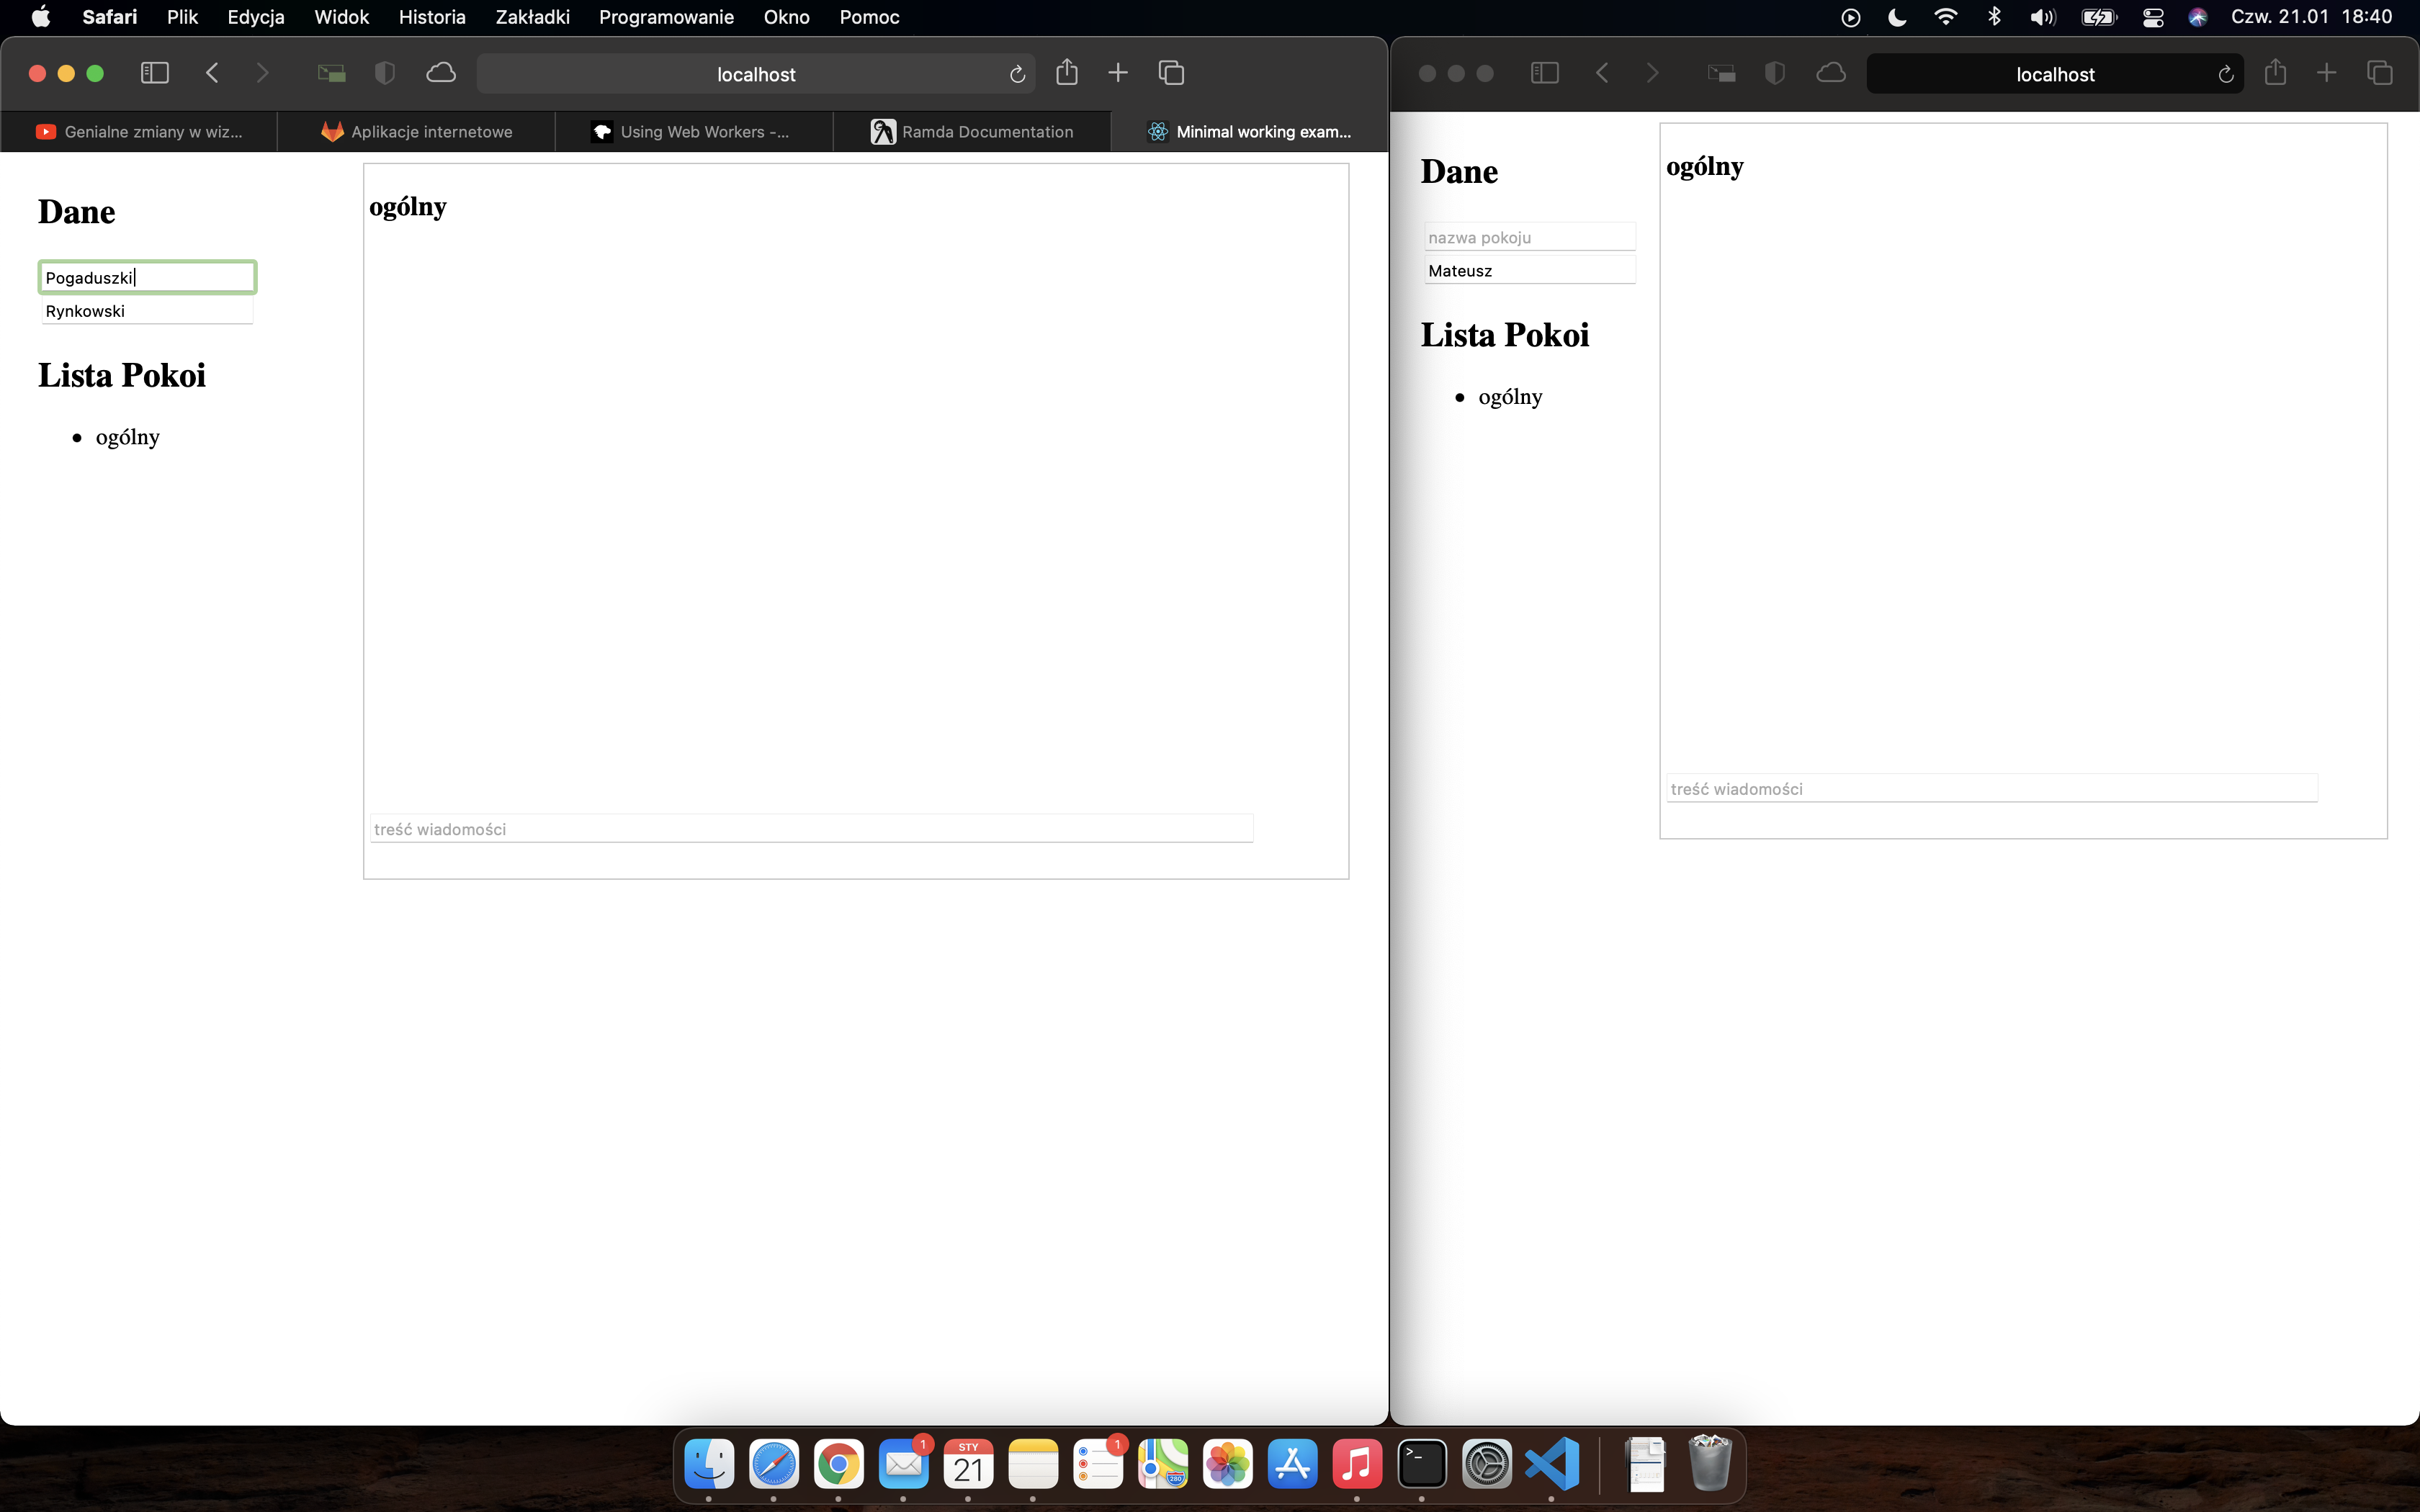 Safari Plik Edycja Widok Historia Zakładki Programowanie Okno Pomoc Czw. 21.01 18:40
localhost
Genialne zmiany w wiz... Aplikacje internetowe Using Web Workers -... Ramda Documentation Minimal working exam...
Dane
Pogaduszki
Rynkowski
Lista Pokoi
ogólny
ogólny
treść wiadomości
localhost
Dane
nazwa pokoju
Mateusz
Lista Pokoi
ogólny
ogólny
treść wiadomości
1
STY
21
1
280
>_